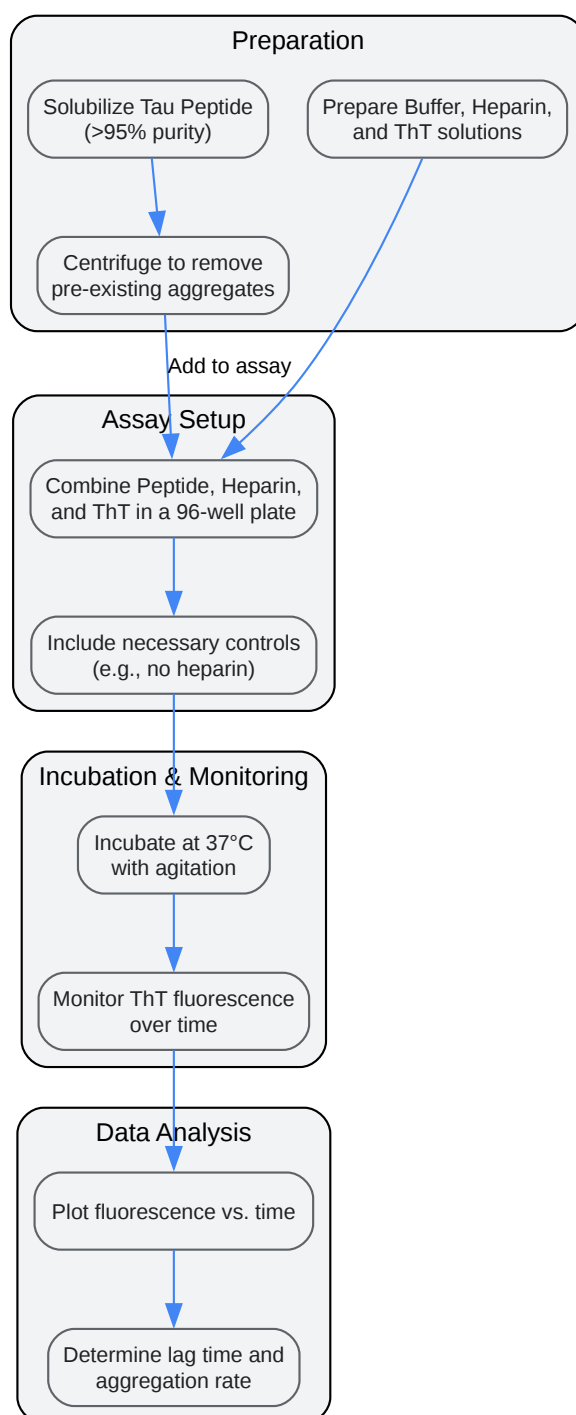 Preparation
Solubilize Tau Peptide
(>95% purity)
Prepare Buffer, Heparin,
and ThT solutions
Centrifuge to remove
pre-existing aggregates
Add to assay
Assay Setup
Combine Peptide, Heparin,
and ThT in a 96-well plate
Include necessary controls
(e.g., no heparin)
Incubation & Monitoring
Incubate at 37°C
with agitation
Monitor ThT fluorescence
over time
Data Analysis
Plot fluorescence vs. time
Determine lag time and
aggregation rate